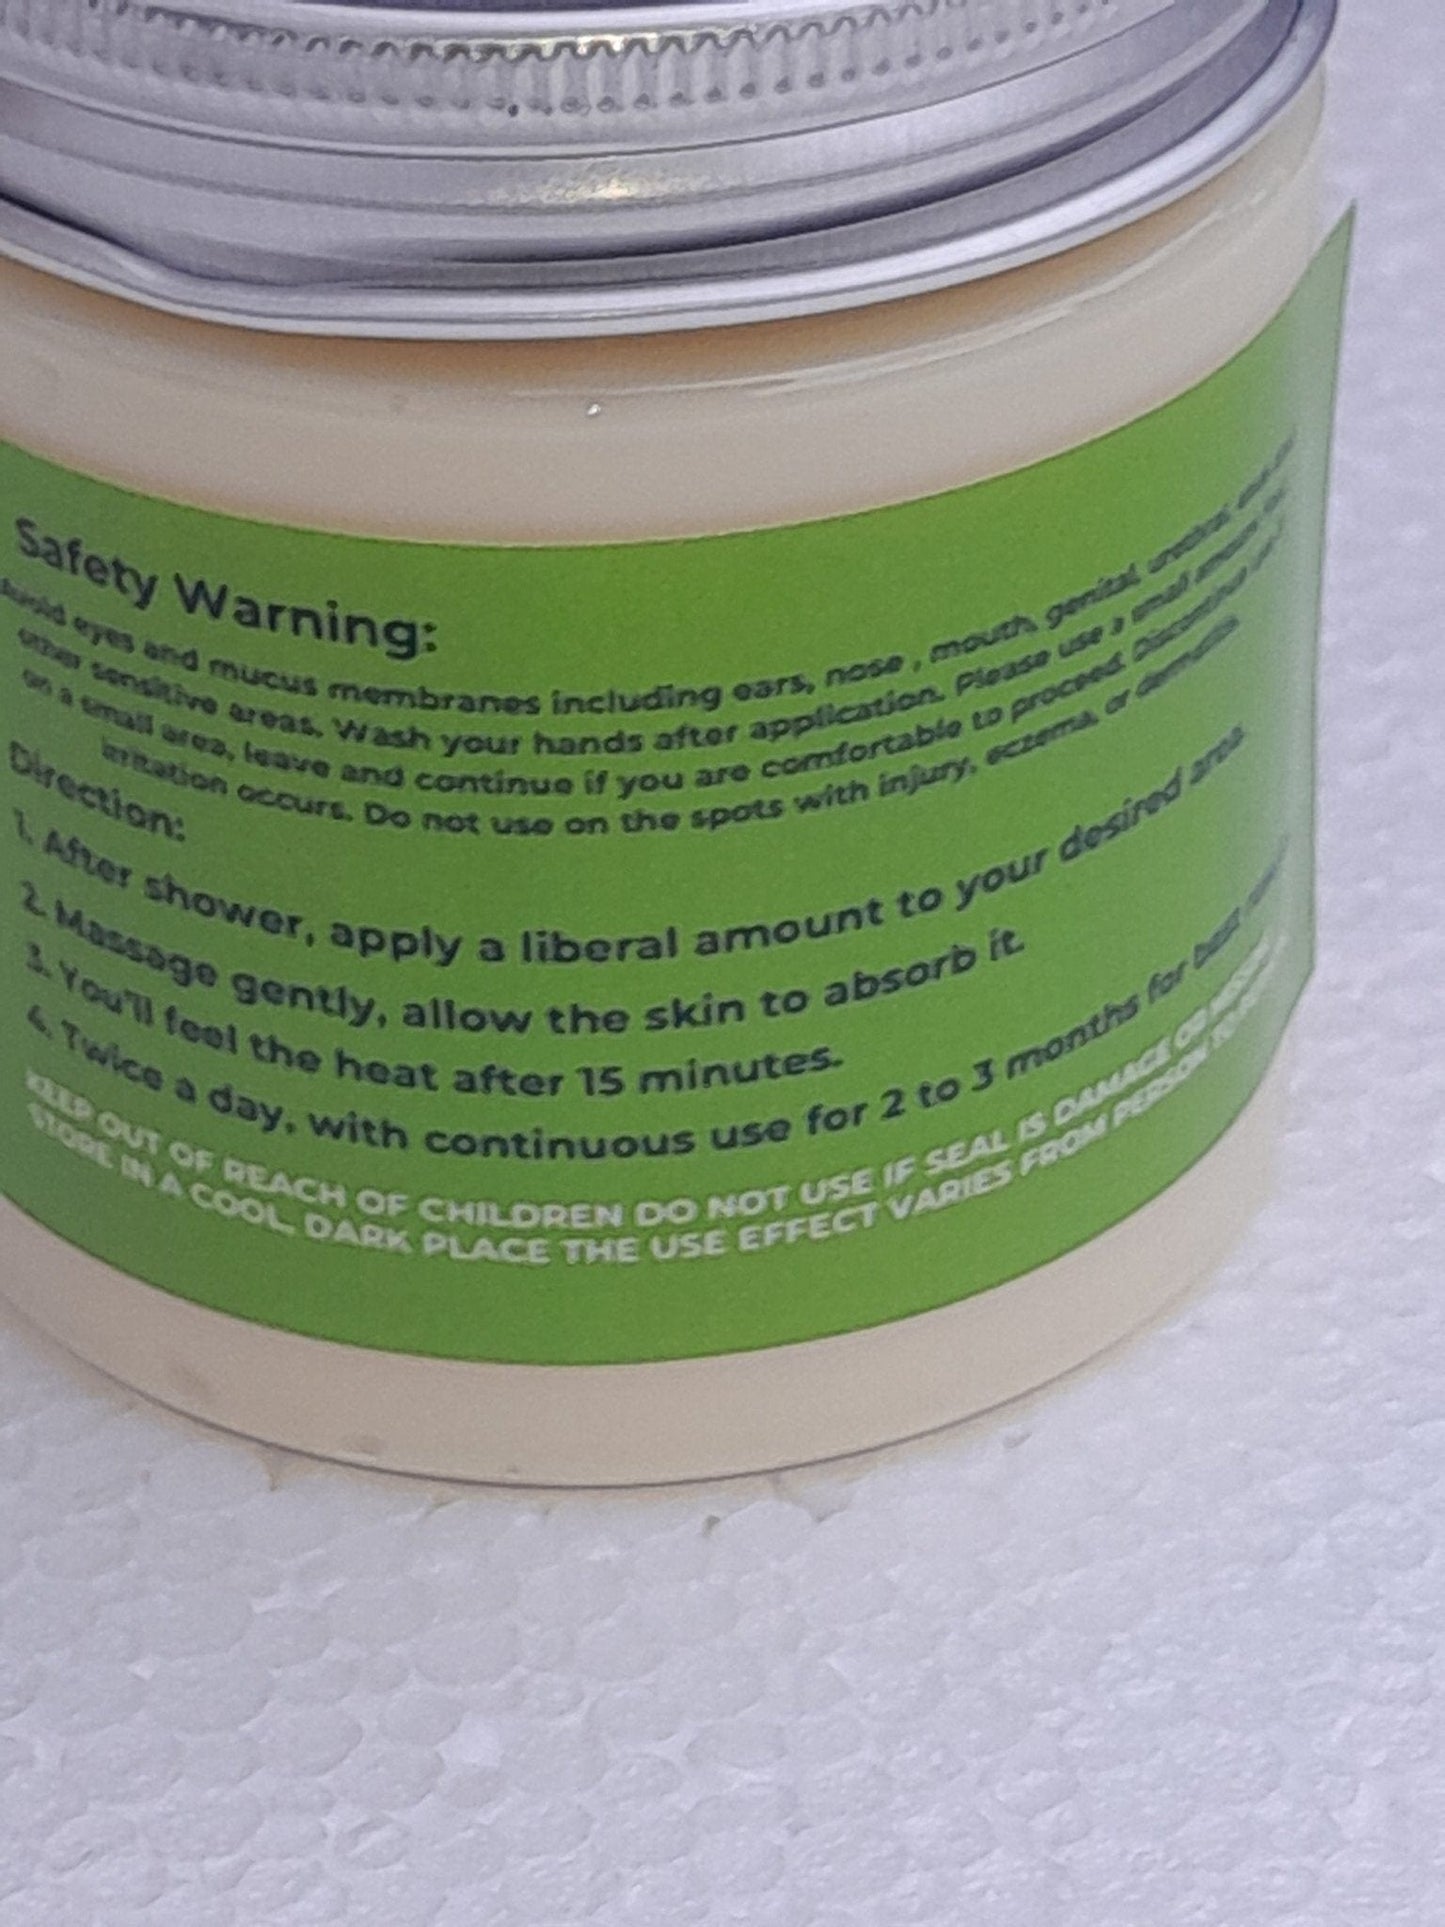 Safety Warning:
Avoid eyes and mucus membranes including ears, nose , mouth, genital, urethral,
other sensitive areas. Wash your hands after application. Please use a small amount
on a small area, leave and continue if you are comfortable to proceed. Discontinue
irritation occurs. Do not use on the spots with injury, eczema, or dermatitis.
Direction:
1. After shower, apply a liberal amount to your desired area.
2. Massage gently, allow the skin to absorb it.
3. You'll feel the heat after 15 minutes.
4. Twice a day, with continuous use for 2 to 3 months for best
KEEP OUT OF REACH OF CHILDREN DO NOT USE IF SEAL IS DAMAGE OR
STORE IN A COOL, DARK PLACE THE USE EFFECT VARIES FROM PERSON